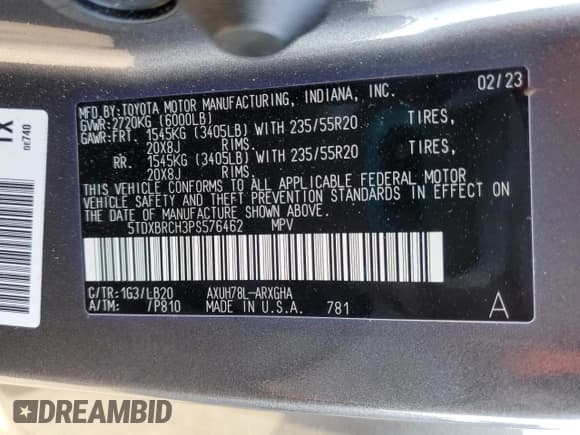 MFD.BY:TOYOTA MOTOR MANUFACTURING, INDIANA, INC. 02/23
GVWR:2720KG (6000LB)
GAWR:FRT. 1545KG (3405LB) WITH 235/55R20 TIRES,
20X8J RIMS.
RR. 1545KG (3405LB) WITH 235/55R20 TIRES,
20X8J RIMS.
THIS VEHICLE CONFORMS TO ALL APPLICABLE FEDERAL MOTOR
VEHICLE SAFETY AND THEFT PREVENTION STANDARDS IN EFFECT ON
THE DATE OF MANUFACTURE SHOWN ABOVE.
5TDXBRCH3PS576462 MPV
C/TR:1G3/LB20 AXUH78L-ARXGHA
A/TM: /P810 MADE IN U.S.A. 781 A
XI
0E740
DREAMBID